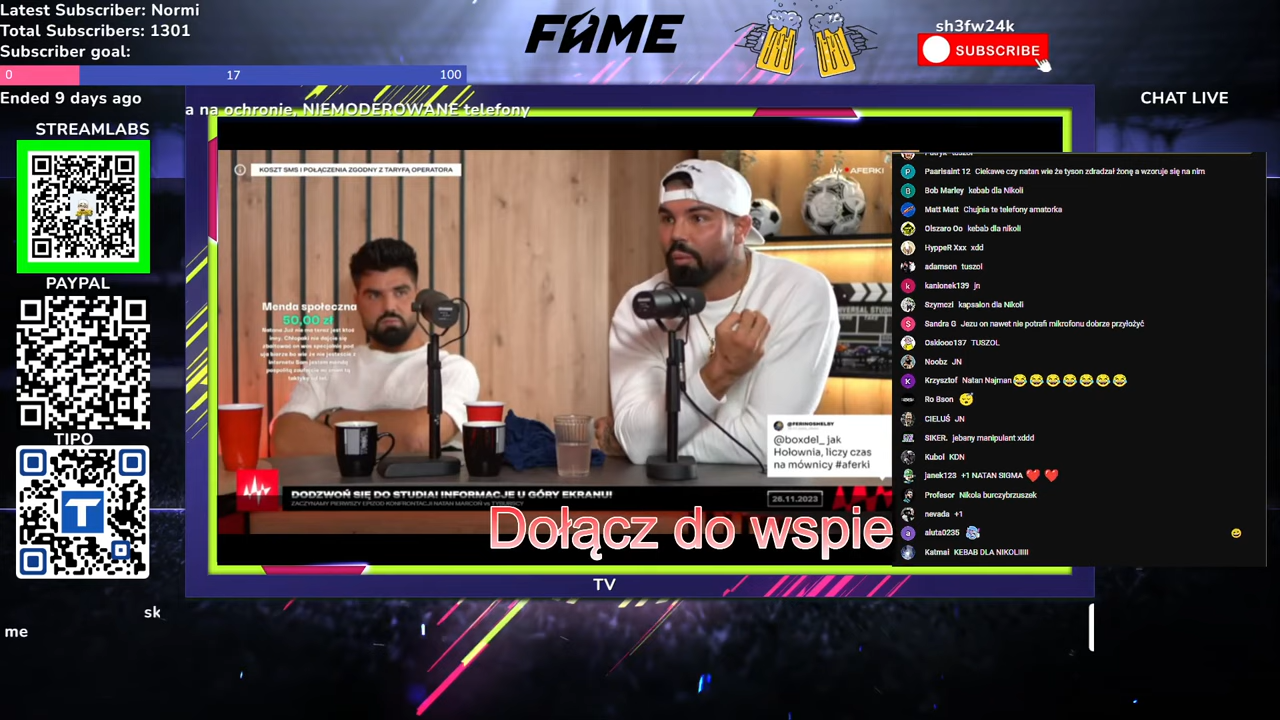 Latest Subscriber: Normi
Total Subscribers: 1301
Subscriber goal:
0 17 100
Ended 9 days ago
STREAMLABS
PAYPAL
TIPO
T
sk
me
FAME
sh3fw24k
SUBSCRIBE
CHAT LIVE
a na ochronie, NIEMODEROWANE telefony
KOSZT SMS I POŁĄCZENIA ZGODNY Z TARYFĄ OPERATORA
AFERKI
UNIVERSAL STUDIO
Menda społeczna
50,00 zł
@FERINOSHELBY
@boxdel_ jak
Hołownia, liczy czas
na mównicy #aferki
DODZWOŃ SIĘ DO STUDIA! INFORMACJE U GÓRY EKRANU!
26.11.2023
Dołącz do wspie
TV
Paarisaint 12 Ciekawe czy natan wie że tyson zdradzał żonę a wzoruje się na nim
Bob Marley kebab dla Nikoli
Matt Matt Chujnia te telefony amatorka
Olszaro Oo kebab dla nikoli
HyppeR Xxx xdd
adamson tuszol
kanionek139 jn
Szymczi kapsalon dla Nikoli
Sandra G Jezu on nawet nie potrafi mikrofonu dobrze przyłożyć
Osidooo137 TUSZOL
Noobz JN
Krzysztof Natan Najman 😂😂😂😂😂😂😂
Ro Bson 😴
CIELUŚ JN
SIKER. jebany manipulant xddd
Kubol KDN
janek123 +1 NATAN SIGMA ❤️ ❤️
Profesor Nikola burczybrzuszek
nevada +1
aluta0235
Katmai KEBAB DLA NIKOLIIIII